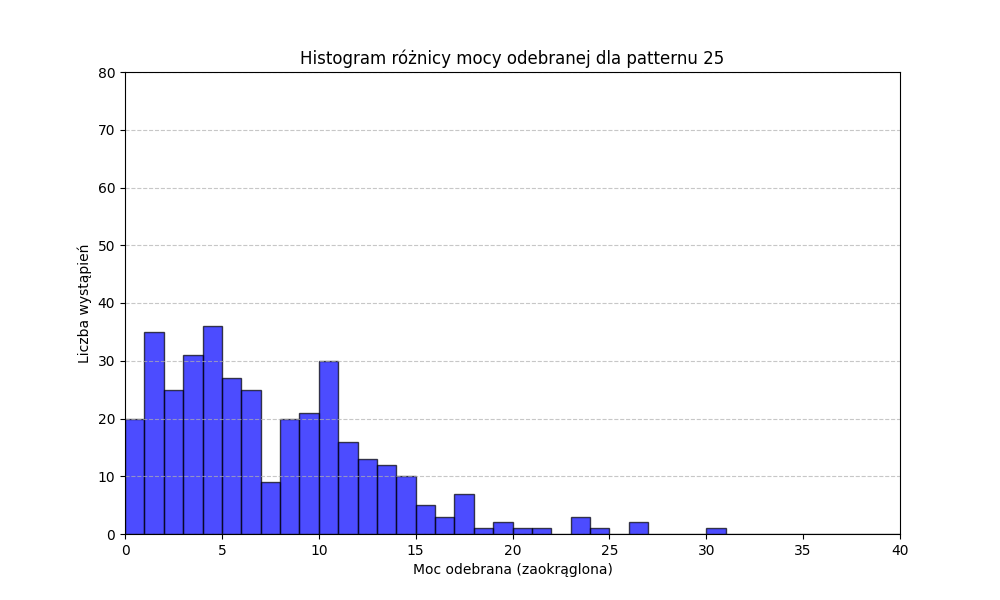 Histogram różnicy mocy odebranej dla patternu 25
80
70
60
50
40
30
20
10
0
Liczba wystąpień
0 5 10 15 20 25 30 35 40
Moc odebrana (zaokrąglona)